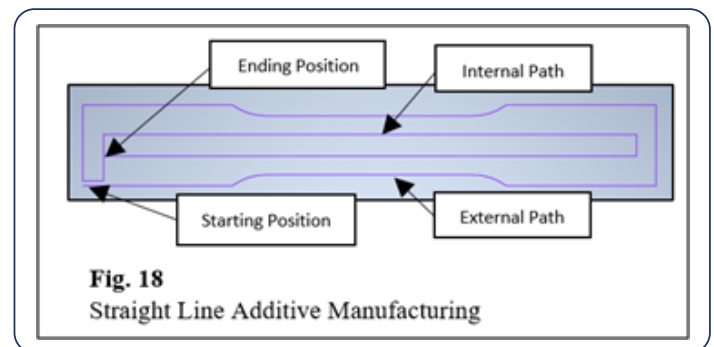 Ending Position
Internal Path
Starting Position
External Path
Fig. 18
Straight Line Additive Manufacturing